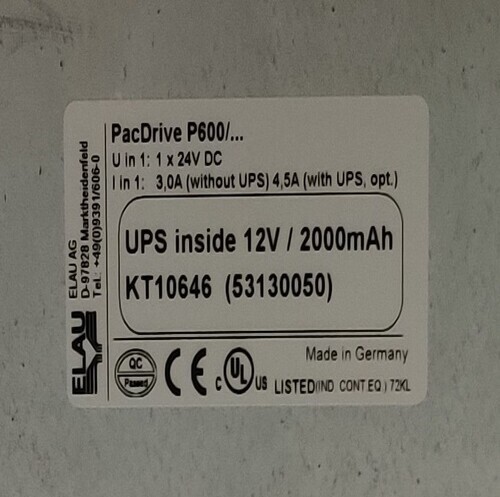 PacDrive P600/...
U in 1: 1 x 24V DC
I in 1: 3,0A (without UPS) 4,5A (with UPS, opt.)
UPS inside 12V / 2000mAh
KT10646 (53130050)
ELAU
ELAU AG
D-97828 Marktheidenfeld
Tel.: +49(0)9391/606-0
QC
Passed
CE
C UL US
Made in Germany
LISTED(IND CONT EQ.) 72KL